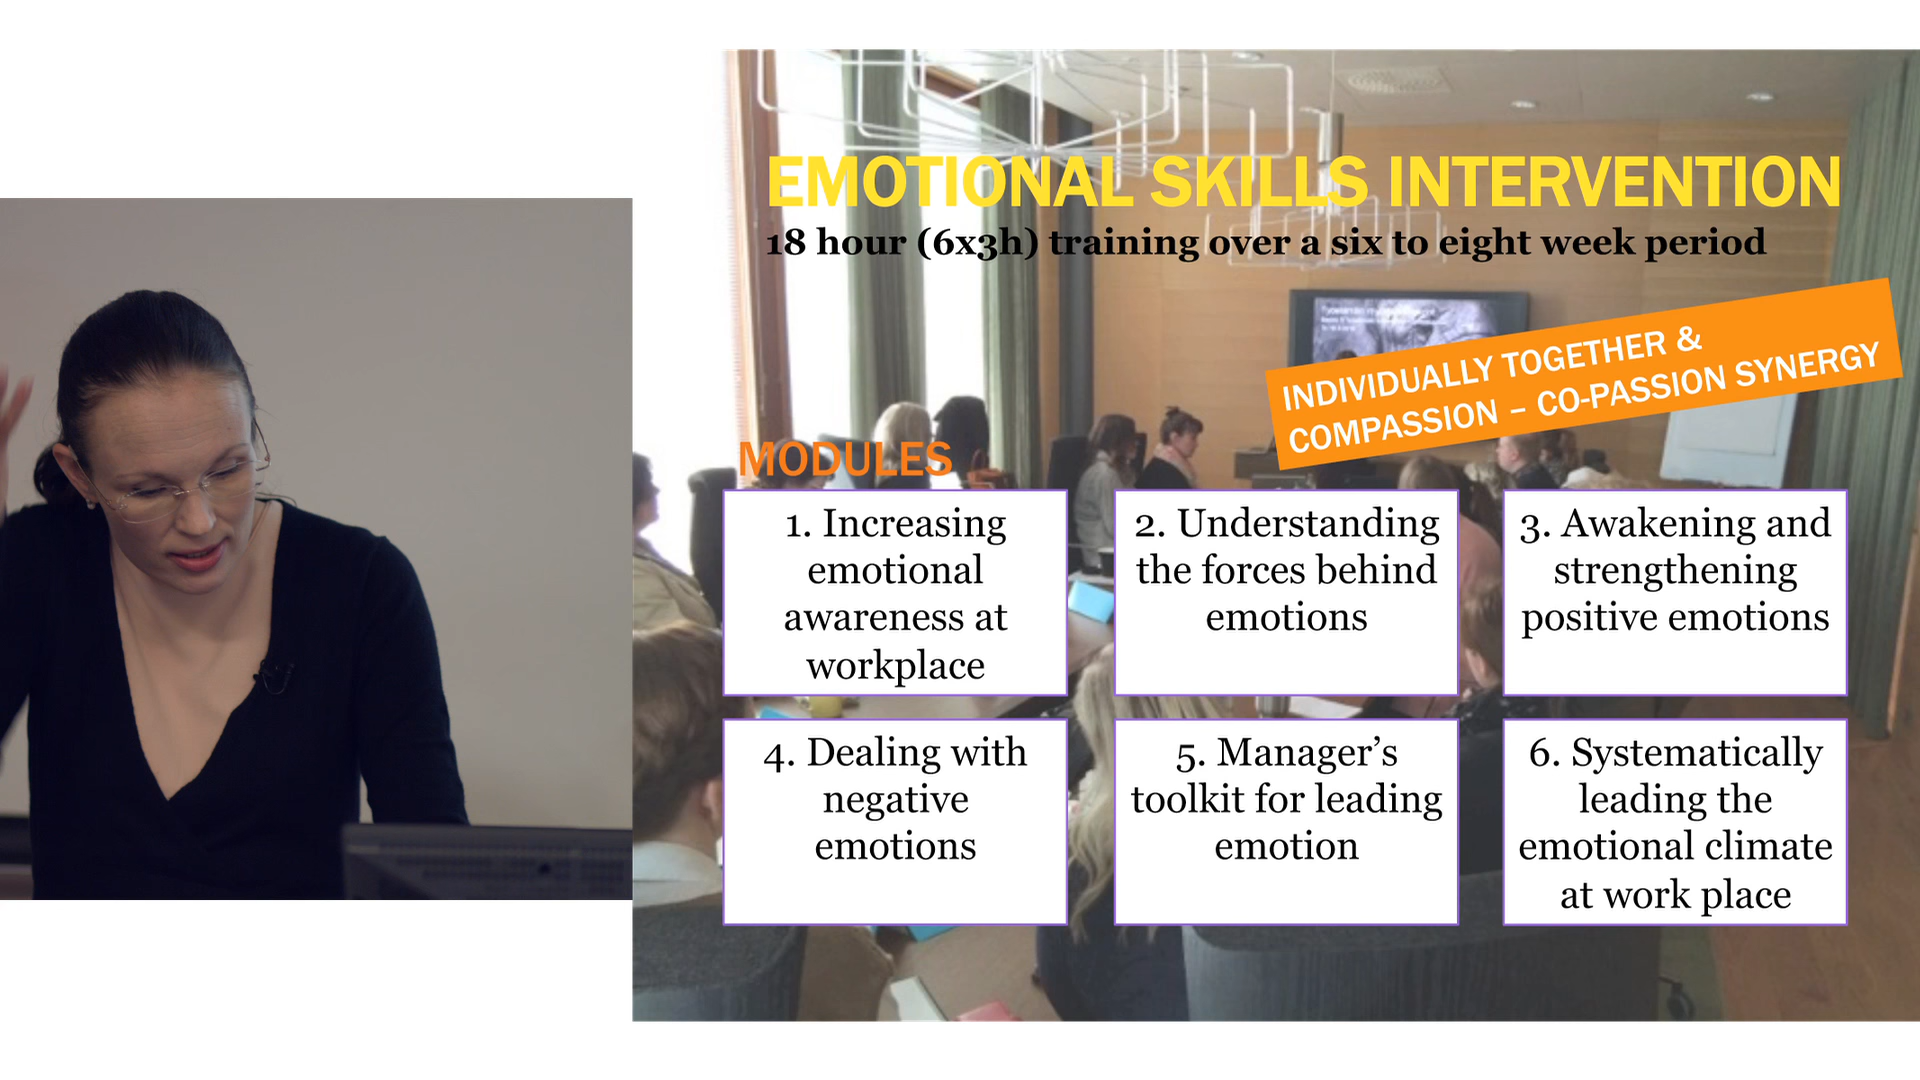 EMOTIONAL SKILLS INTERVENTION
18 hour (6x3h) training over a six to eight week period
INDIVIDUALLY TOGETHER &
COMPASSION – CO-PASSION SYNERGY
MODULES
1. Increasing
emotional
awareness at
workplace
2. Understanding
the forces behind
emotions
3. Awakening and
strengthening
positive emotions
4. Dealing with
negative
emotions
5. Manager’s
toolkit for leading
emotion
6. Systematically
leading the
emotional climate
at work place